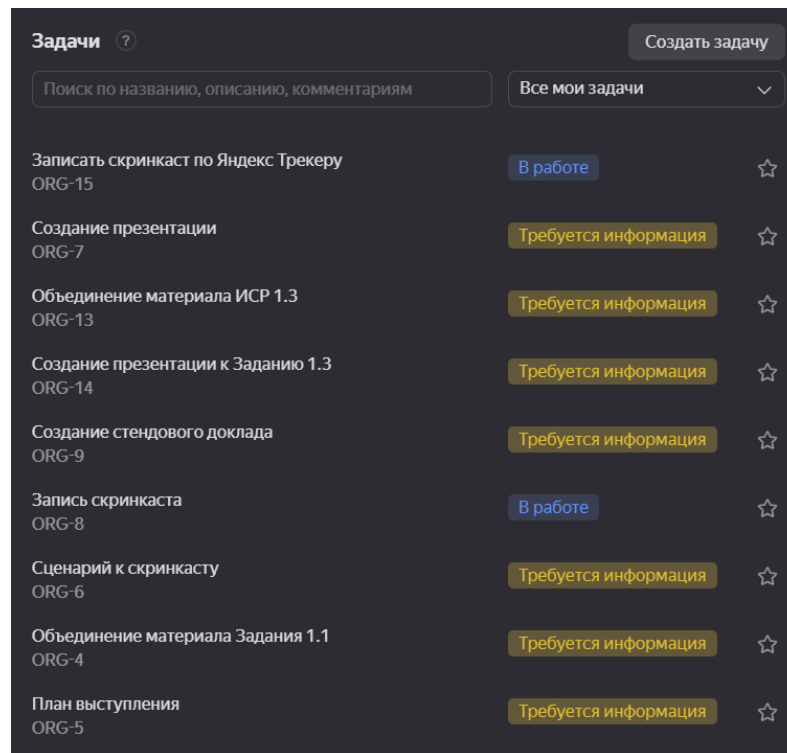 Задачи ?
Создать задачу
Поиск по названию, описанию, комментариям
Все мои задачи
Записать скринкаст по Яндекс Трекеру
ORG-15
В работе
Создание презентации
ORG-7
Требуется информация
Объединение материала ИСР 1.3
ORG-13
Требуется информация
Создание презентации к Заданию 1.3
ORG-14
Требуется информация
Создание стендового доклада
ORG-9
Требуется информация
Запись скринкаста
ORG-8
В работе
Сценарий к скринкасту
ORG-6
Требуется информация
Объединение материала Задания 1.1
ORG-4
Требуется информация
План выступления
ORG-5
Требуется информация